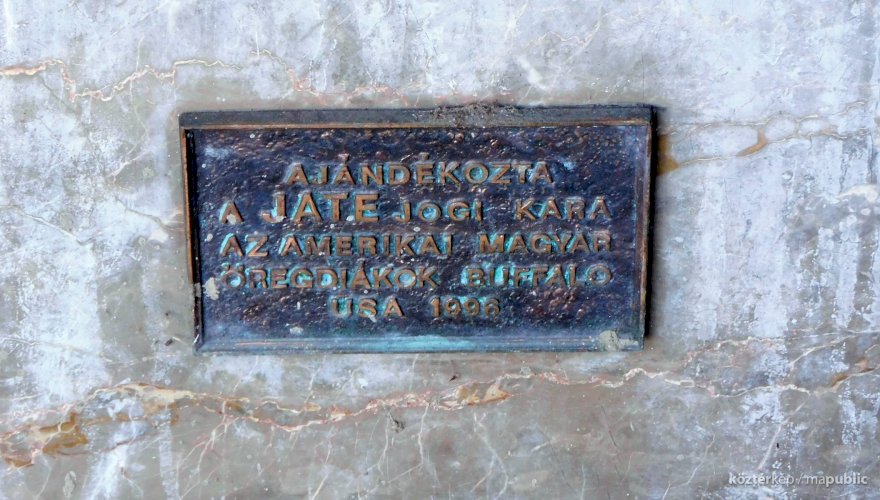 AJÁNDÉKOZTA
A JATE JOGI KARA
AZ AMERIKAI MAGYAR
ÖREGDIÁKOK BUFFALO
USA 1996
köztérkép / mapublic